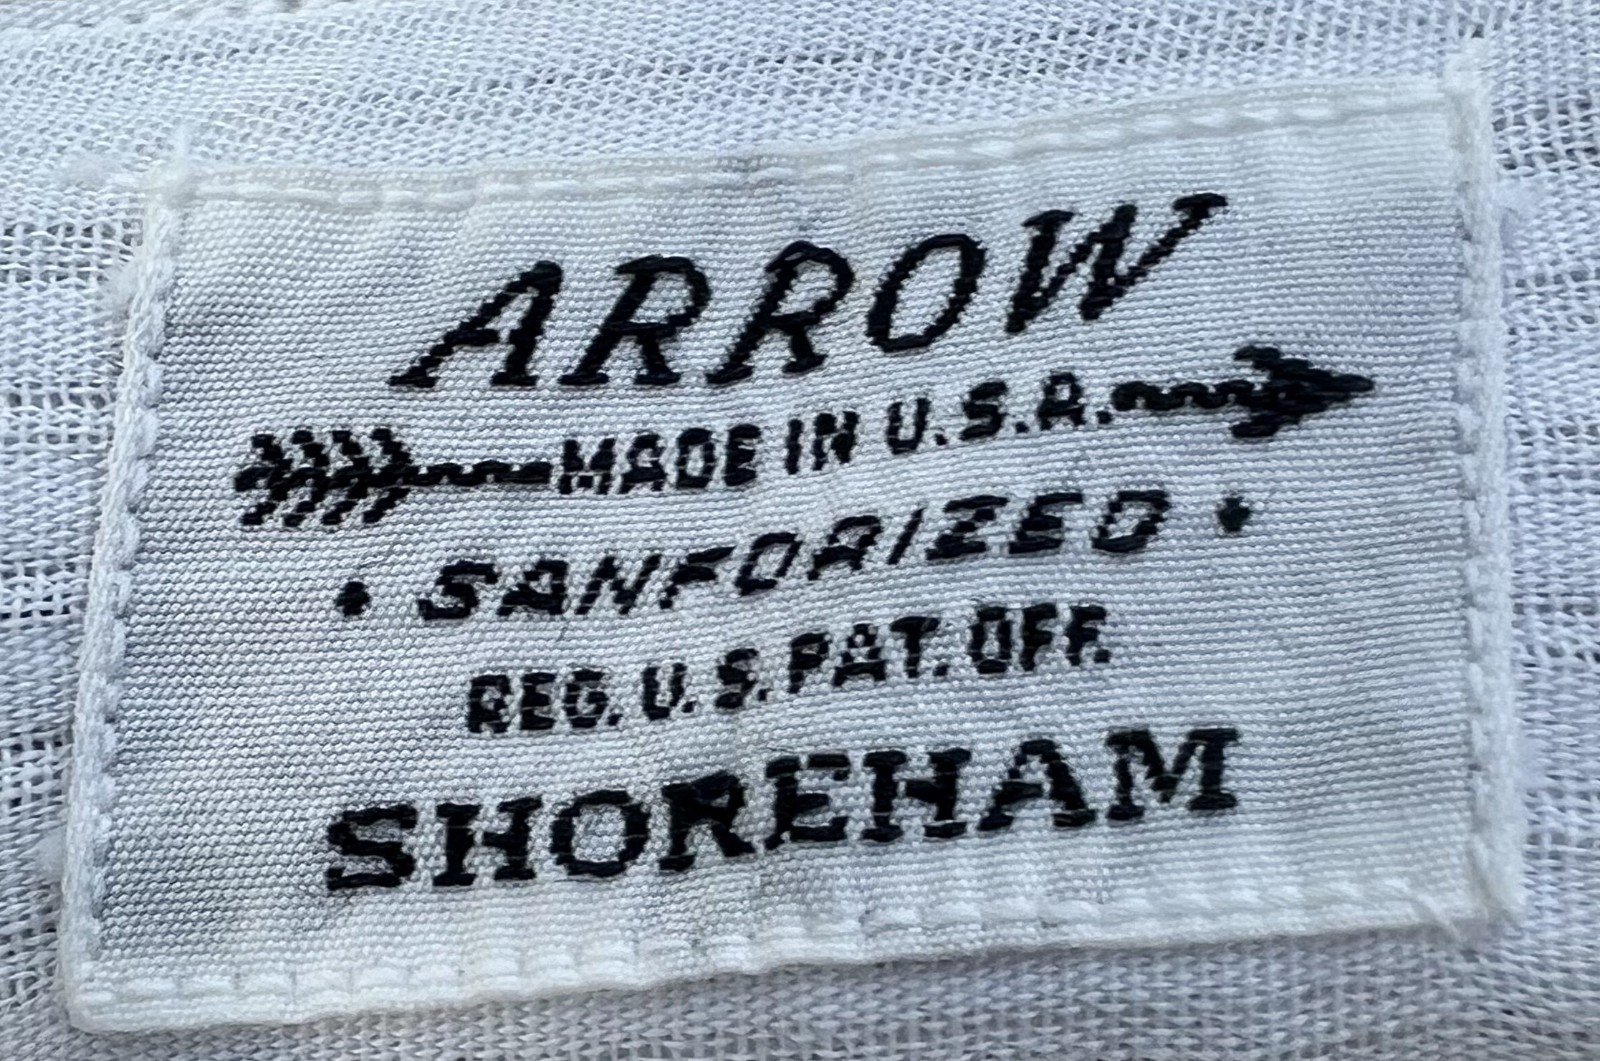 ARROW
MADE IN U.S.A.
• SANFORIZED •
REG. U.S. PAT. OFF.
SHOREHAM